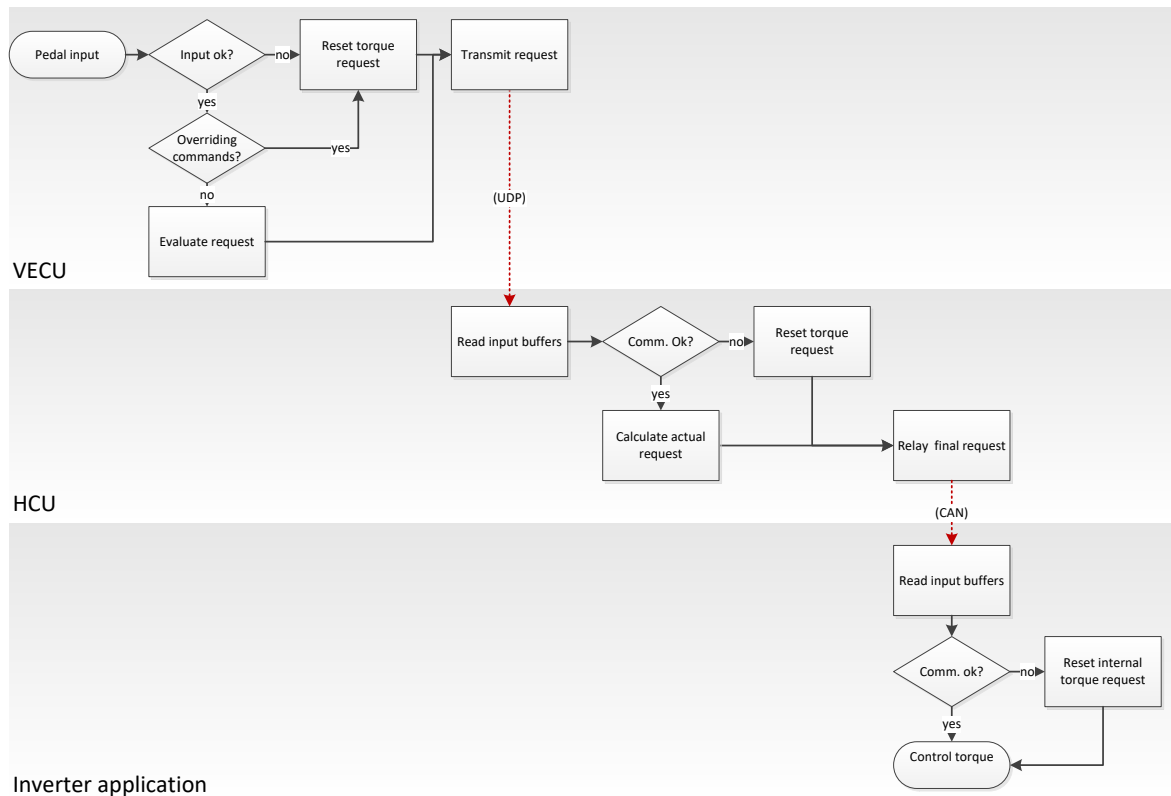 Pedal input
Input ok?
no
Reset torque
request
Transmit request
yes
Overriding
commands?
yes
no
Evaluate request
(UDP)
VECU
Read input buffers
Comm. Ok?
no
Reset torque
request
yes
Calculate actual
request
Relay final request
HCU
(CAN)
Read input buffers
Comm. ok?
no
Reset internal
torque request
yes
Control torque
Inverter application